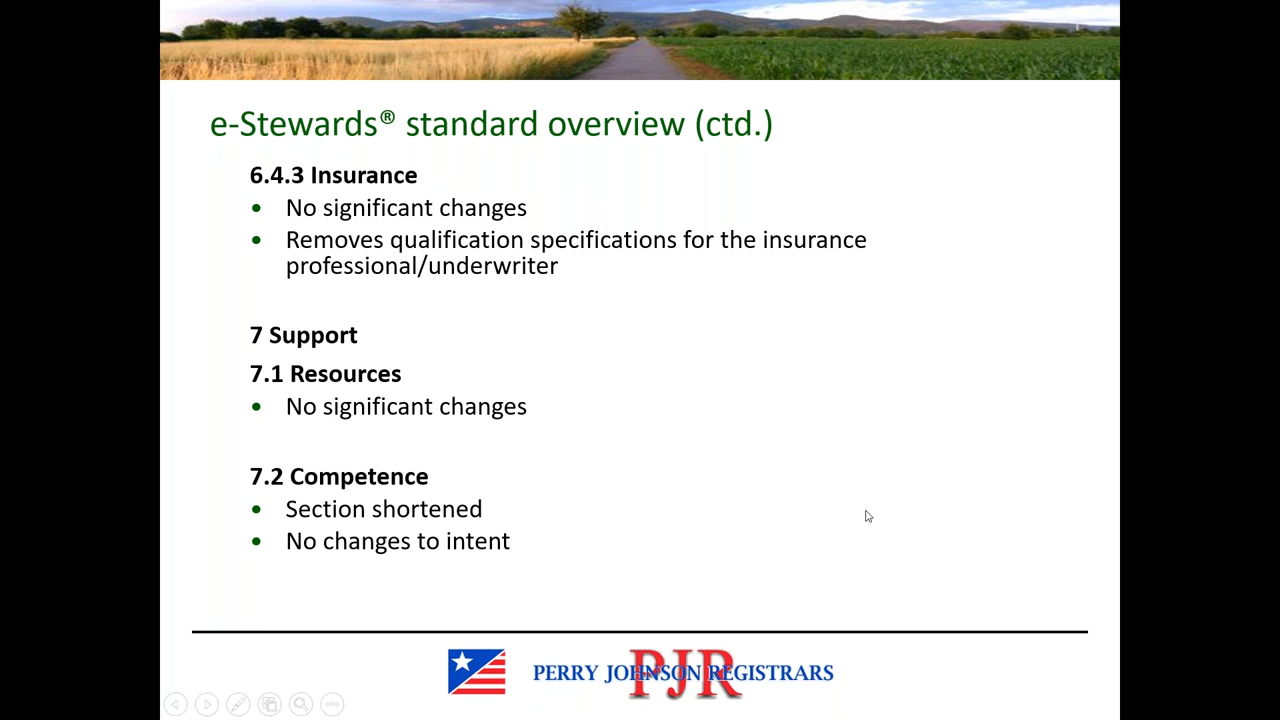 e-Stewards® standard overview (ctd.)
6.4.3 Insurance
• No significant changes
• Removes qualification specifications for the insurance
professional/underwriter
7 Support
7.1 Resources
• No significant changes
7.2 Competence
• Section shortened
• No changes to intent
PJR
PERRY JOHNSON REGISTRARS